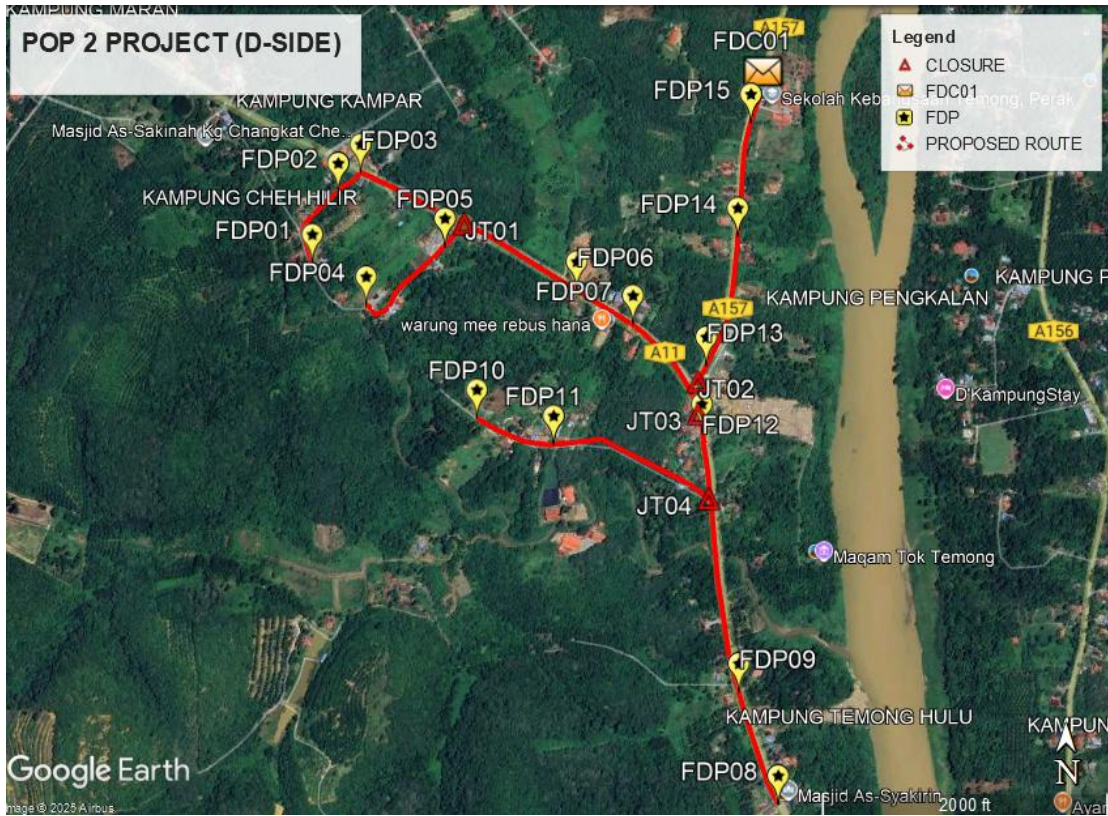 KAMPUNG MARAN
POP 2 PROJECT (D-SIDE)
A157
FDC01
Legend
CLOSURE
FDC01
FDP
PROPOSED ROUTE
FDP15
Sekolah Kebangsaan Temong, Perak
KAMPUNG KAMPAR
Masjid As-Sakinah Kg Changkat Che...
FDP03
FDP02
KAMPUNG CHEH HILIR
FDP05
FDP14
FDP01
JT01
FDP04
FDP06
KAMPUNG P
FDP07
KAMPUNG PENGKALAN
A157
warung mee rebus hana
A156
FDP13
A11
FDP10
JT02
D'KampungStay
FDP11
JT03
FDP12
JT04
Maqam Tok Temong
FDP09
KAMPUNG TEMONG HULU
KAMPUN
N
Google Earth
FDP08
Masjid As-Syakirin
2000 ft
mage © 2025 Airbus
Ayar